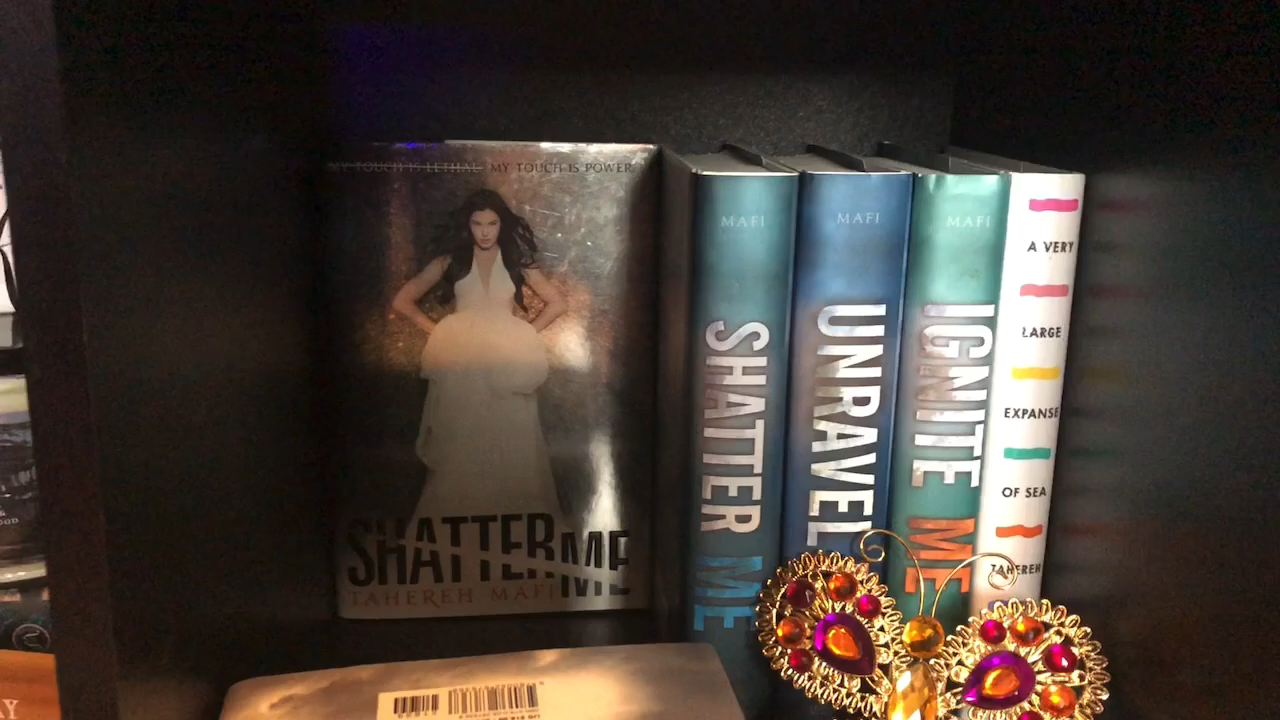 MY TOUCH IS LETHAL MY TOUCH IS POWER
SHATTER ME
TAHEREH MAFI
MAFI
SHATTER ME
MAFI
UNRAVEL
MAFI
IGNITE ME
A VERY
LARGE
EXPANSE
OF SEA
TAHEREH